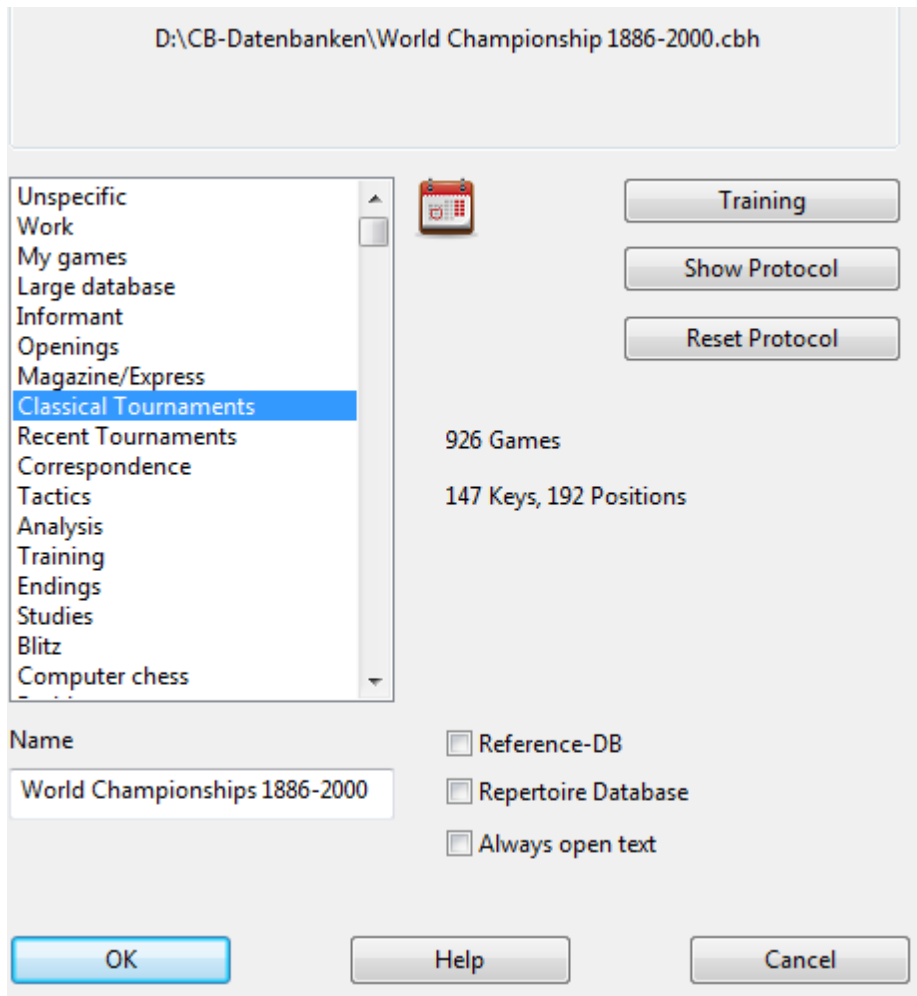 D:\CB-Datenbanken\World Championship 1886-2000.cbh
Unspecific
Work
My games
Large database
Informant
Openings
Magazine/Express
Classical Tournaments
Recent Tournaments
Correspondence
Tactics
Analysis
Training
Endings
Studies
Blitz
Computer chess
Training
Show Protocol
Reset Protocol
926 Games
147 Keys, 192 Positions
Name
World Championships 1886-2000
Reference-DB
Repertoire Database
Always open text
OK
Help
Cancel